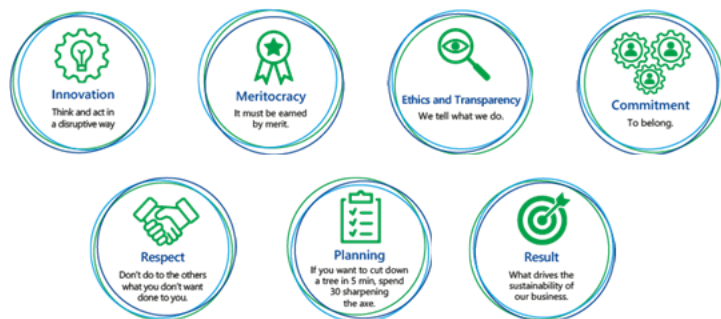 Innovation
Think and act in
a disruptive way
Meritocracy
It must be earned
by merit.
Ethics and Transparency
We tell what we do.
Commitment
To belong.
Respect
Don't do to the others
what you don't want
done to you.
Planning
If you want to cut down
a tree in 5 min, spend
30 sharpening
the axe.
Result
What drives the
sustainability of
our business.